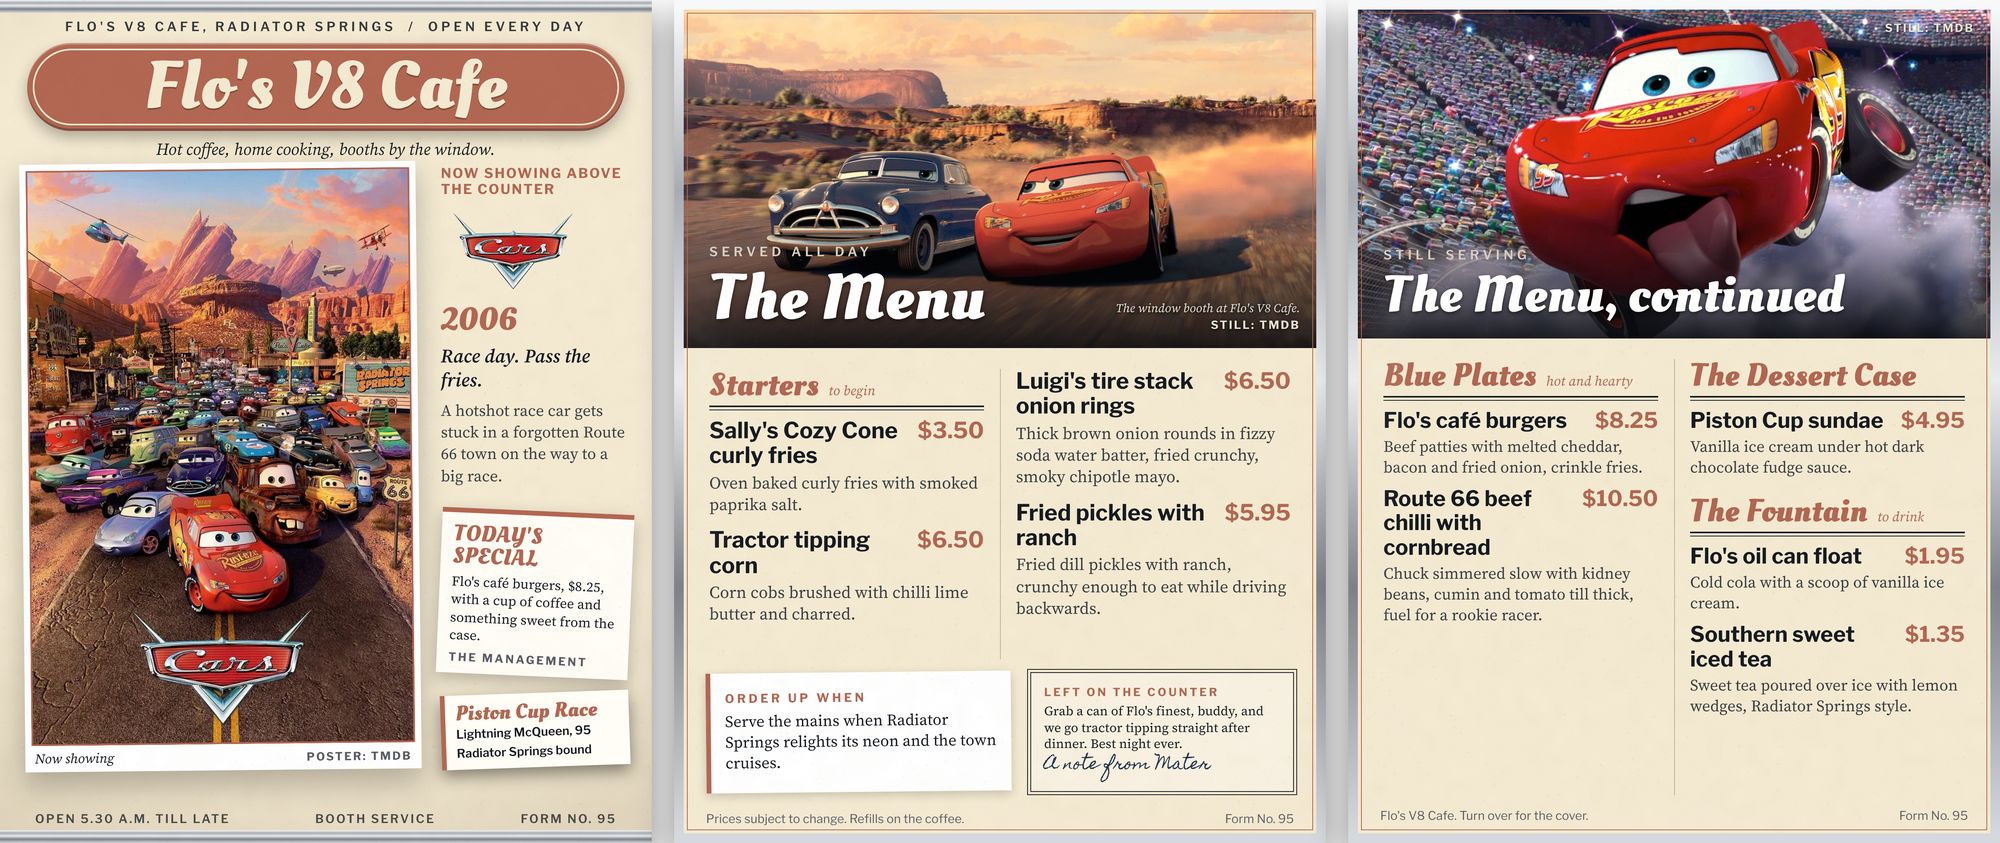 FLO'S V8 CAFE, RADIATOR SPRINGS / OPEN EVERY DAY
Flo's V8 Cafe
Hot coffee, home cooking, booths by the window.
RADIATOR SPRINGS
ROUTE 66
Rust-eze
Cars
Now showing
POSTER: TMDB
NOW SHOWING ABOVE
THE COUNTER
Cars
2006
Race day. Pass the
fries.
A hotshot race car gets
stuck in a forgotten Route
66 town on the way to a
big race.
TODAY'S
SPECIAL
Flo's café burgers, $8.25,
with a cup of coffee and
something sweet from the
case.
THE MANAGEMENT
Piston Cup Race
Lightning McQueen, 95
Radiator Springs bound
OPEN 5.30 A.M. TILL LATE
BOOTH SERVICE
FORM NO. 95
SERVED ALL DAY
The Menu
The window booth at Flo's V8 Cafe.
STILL: TMDB
Starters to begin
Sally's Cozy Cone $3.50
curly fries
Oven baked curly fries with smoked
paprika salt.
Tractor tipping $6.50
corn
Corn cobs brushed with chilli lime
butter and charred.
Luigi's tire stack $6.50
onion rings
Thick brown onion rounds in fizzy
soda water batter, fried crunchy,
smoky chipotle mayo.
Fried pickles with $5.95
ranch
Fried dill pickles with ranch,
crunchy enough to eat while driving
backwards.
ORDER UP WHEN
Serve the mains when Radiator
Springs relights its neon and the town
cruises.
LEFT ON THE COUNTER
Grab a can of Flo's finest, buddy, and
we go tractor tipping straight after
dinner. Best night ever.
A note from Mater
Prices subject to change. Refills on the coffee.
Form No. 95
STILL: TMDB
Rust-eze
95
STILL SERVING
The Menu, continued
Blue Plates hot and hearty
Flo's café burgers $8.25
Beef patties with melted cheddar,
bacon and fried onion, crinkle fries.
Route 66 beef $10.50
chilli with
cornbread
Chuck simmered slow with kidney
beans, cumin and tomato till thick,
fuel for a rookie racer.
The Dessert Case
Piston Cup sundae $4.95
Vanilla ice cream under hot dark
chocolate fudge sauce.
The Fountain to drink
Flo's oil can float $1.95
Cold cola with a scoop of vanilla ice
cream.
Southern sweet $1.35
iced tea
Sweet tea poured over ice with lemon
wedges, Radiator Springs style.
Flo's V8 Cafe. Turn over for the cover.
Form No. 95